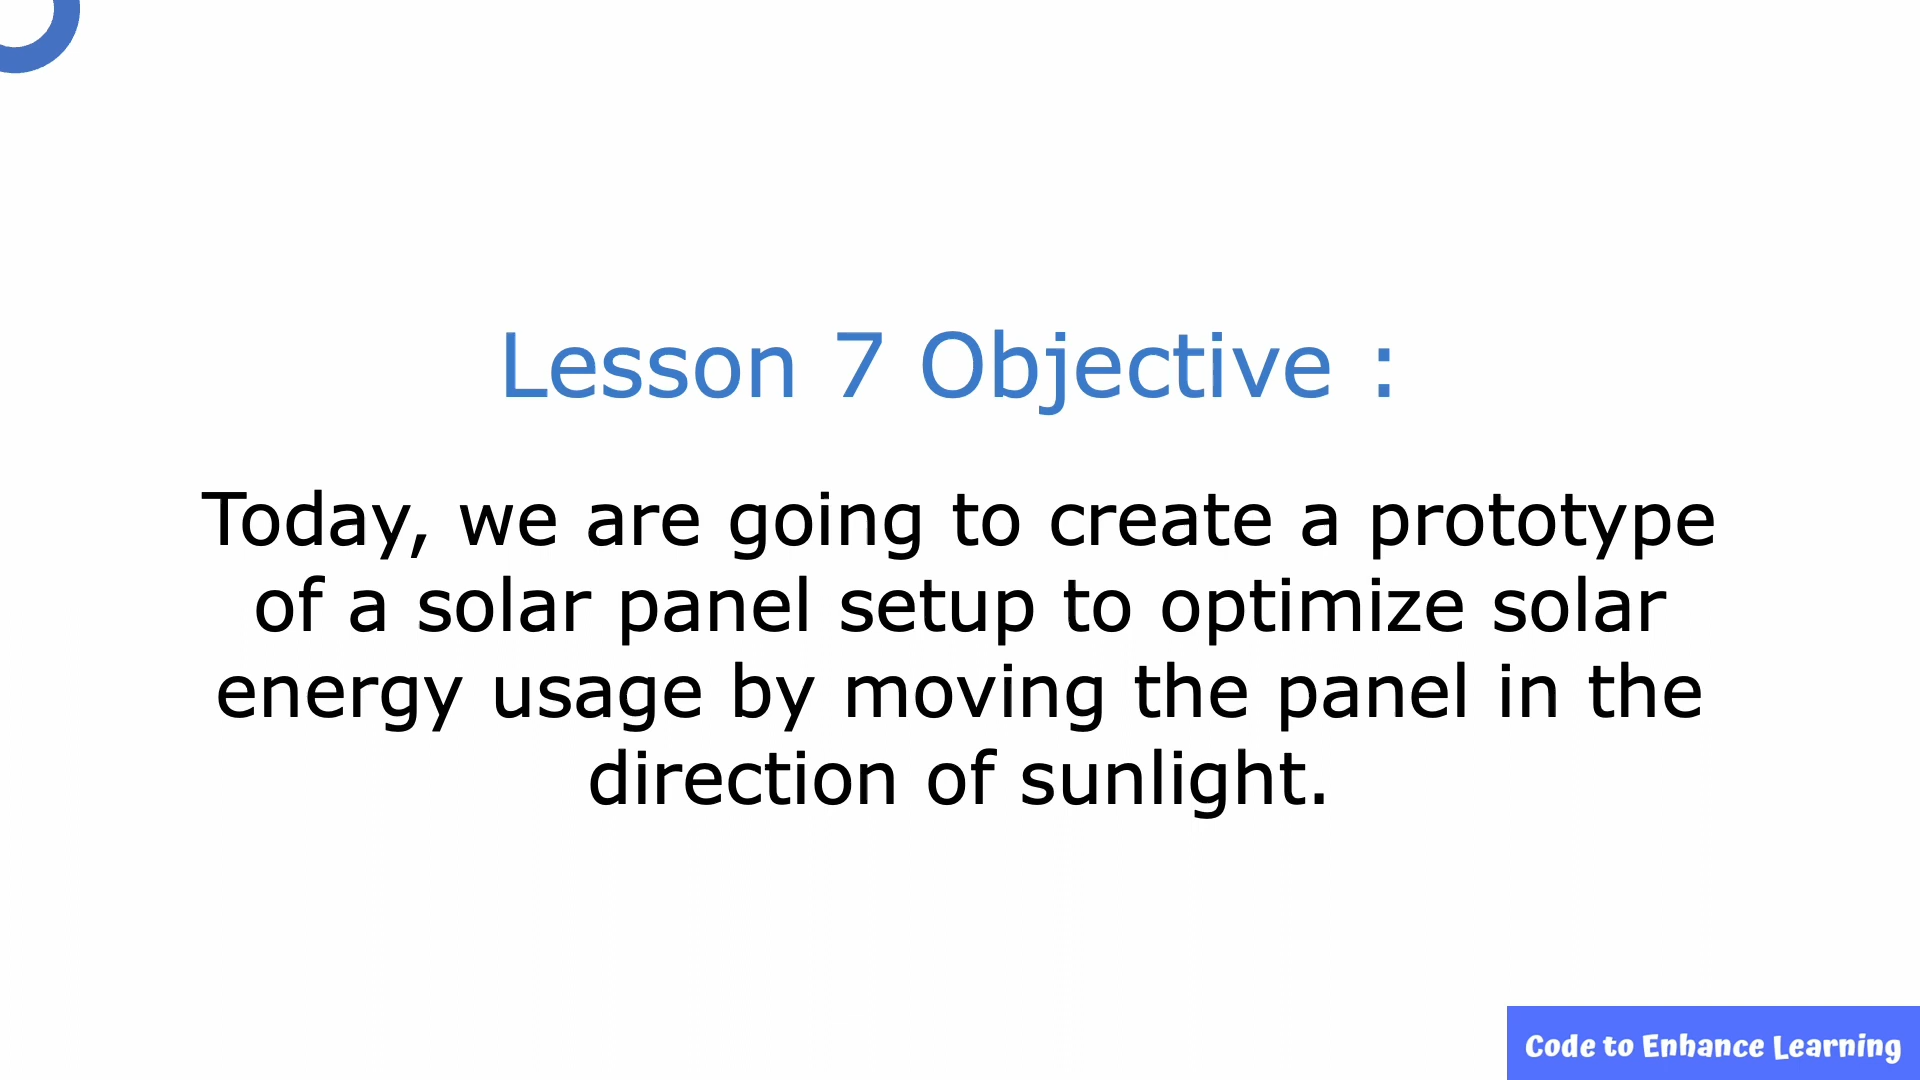 Lesson 7 Objective :
Today, we are going to create a prototype
of a solar panel setup to optimize solar
energy usage by moving the panel in the
direction of sunlight.
Code to Enhance Learning